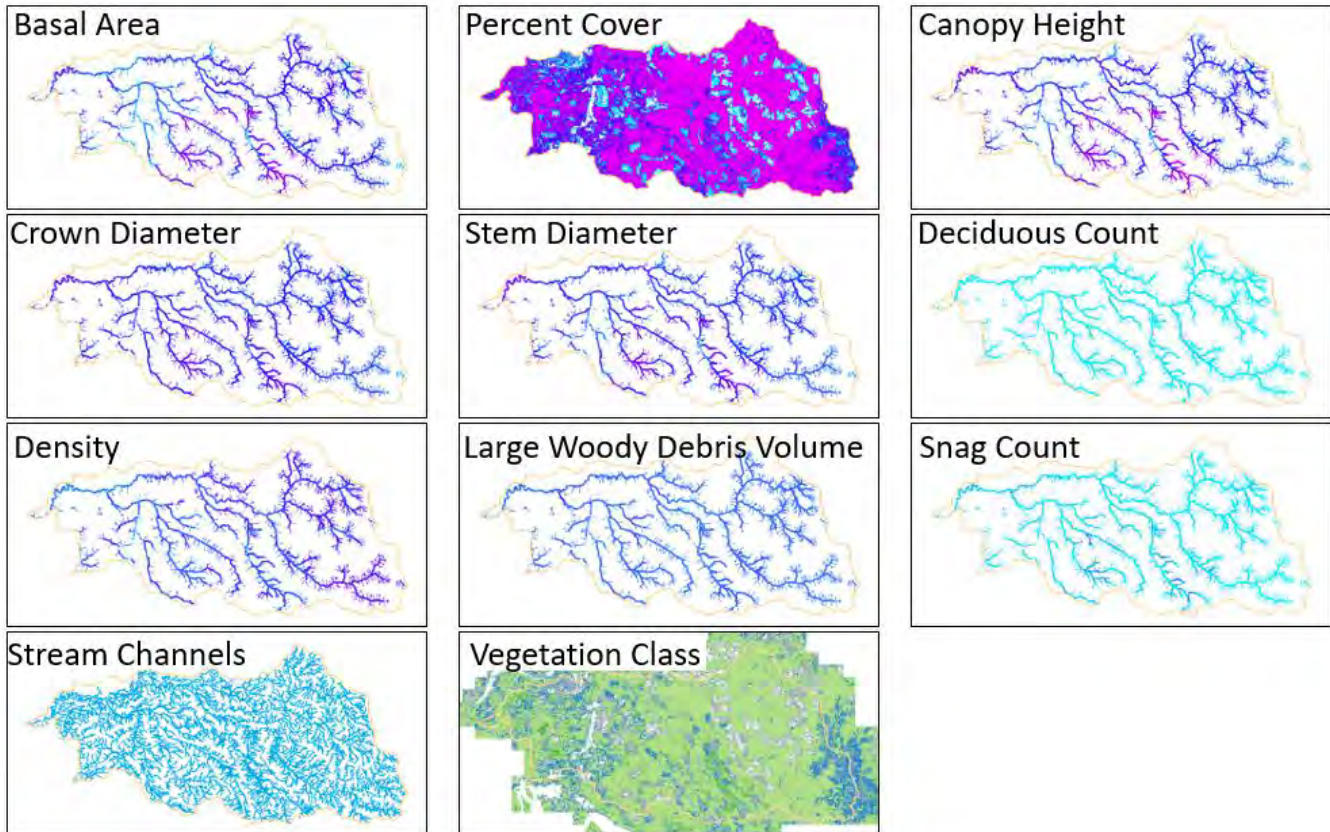 Basal Area
Percent Cover
Canopy Height
Crown Diameter
Stem Diameter
Deciduous Count
Density
Large Woody Debris Volume
Snag Count
Stream Channels
Vegetation Class